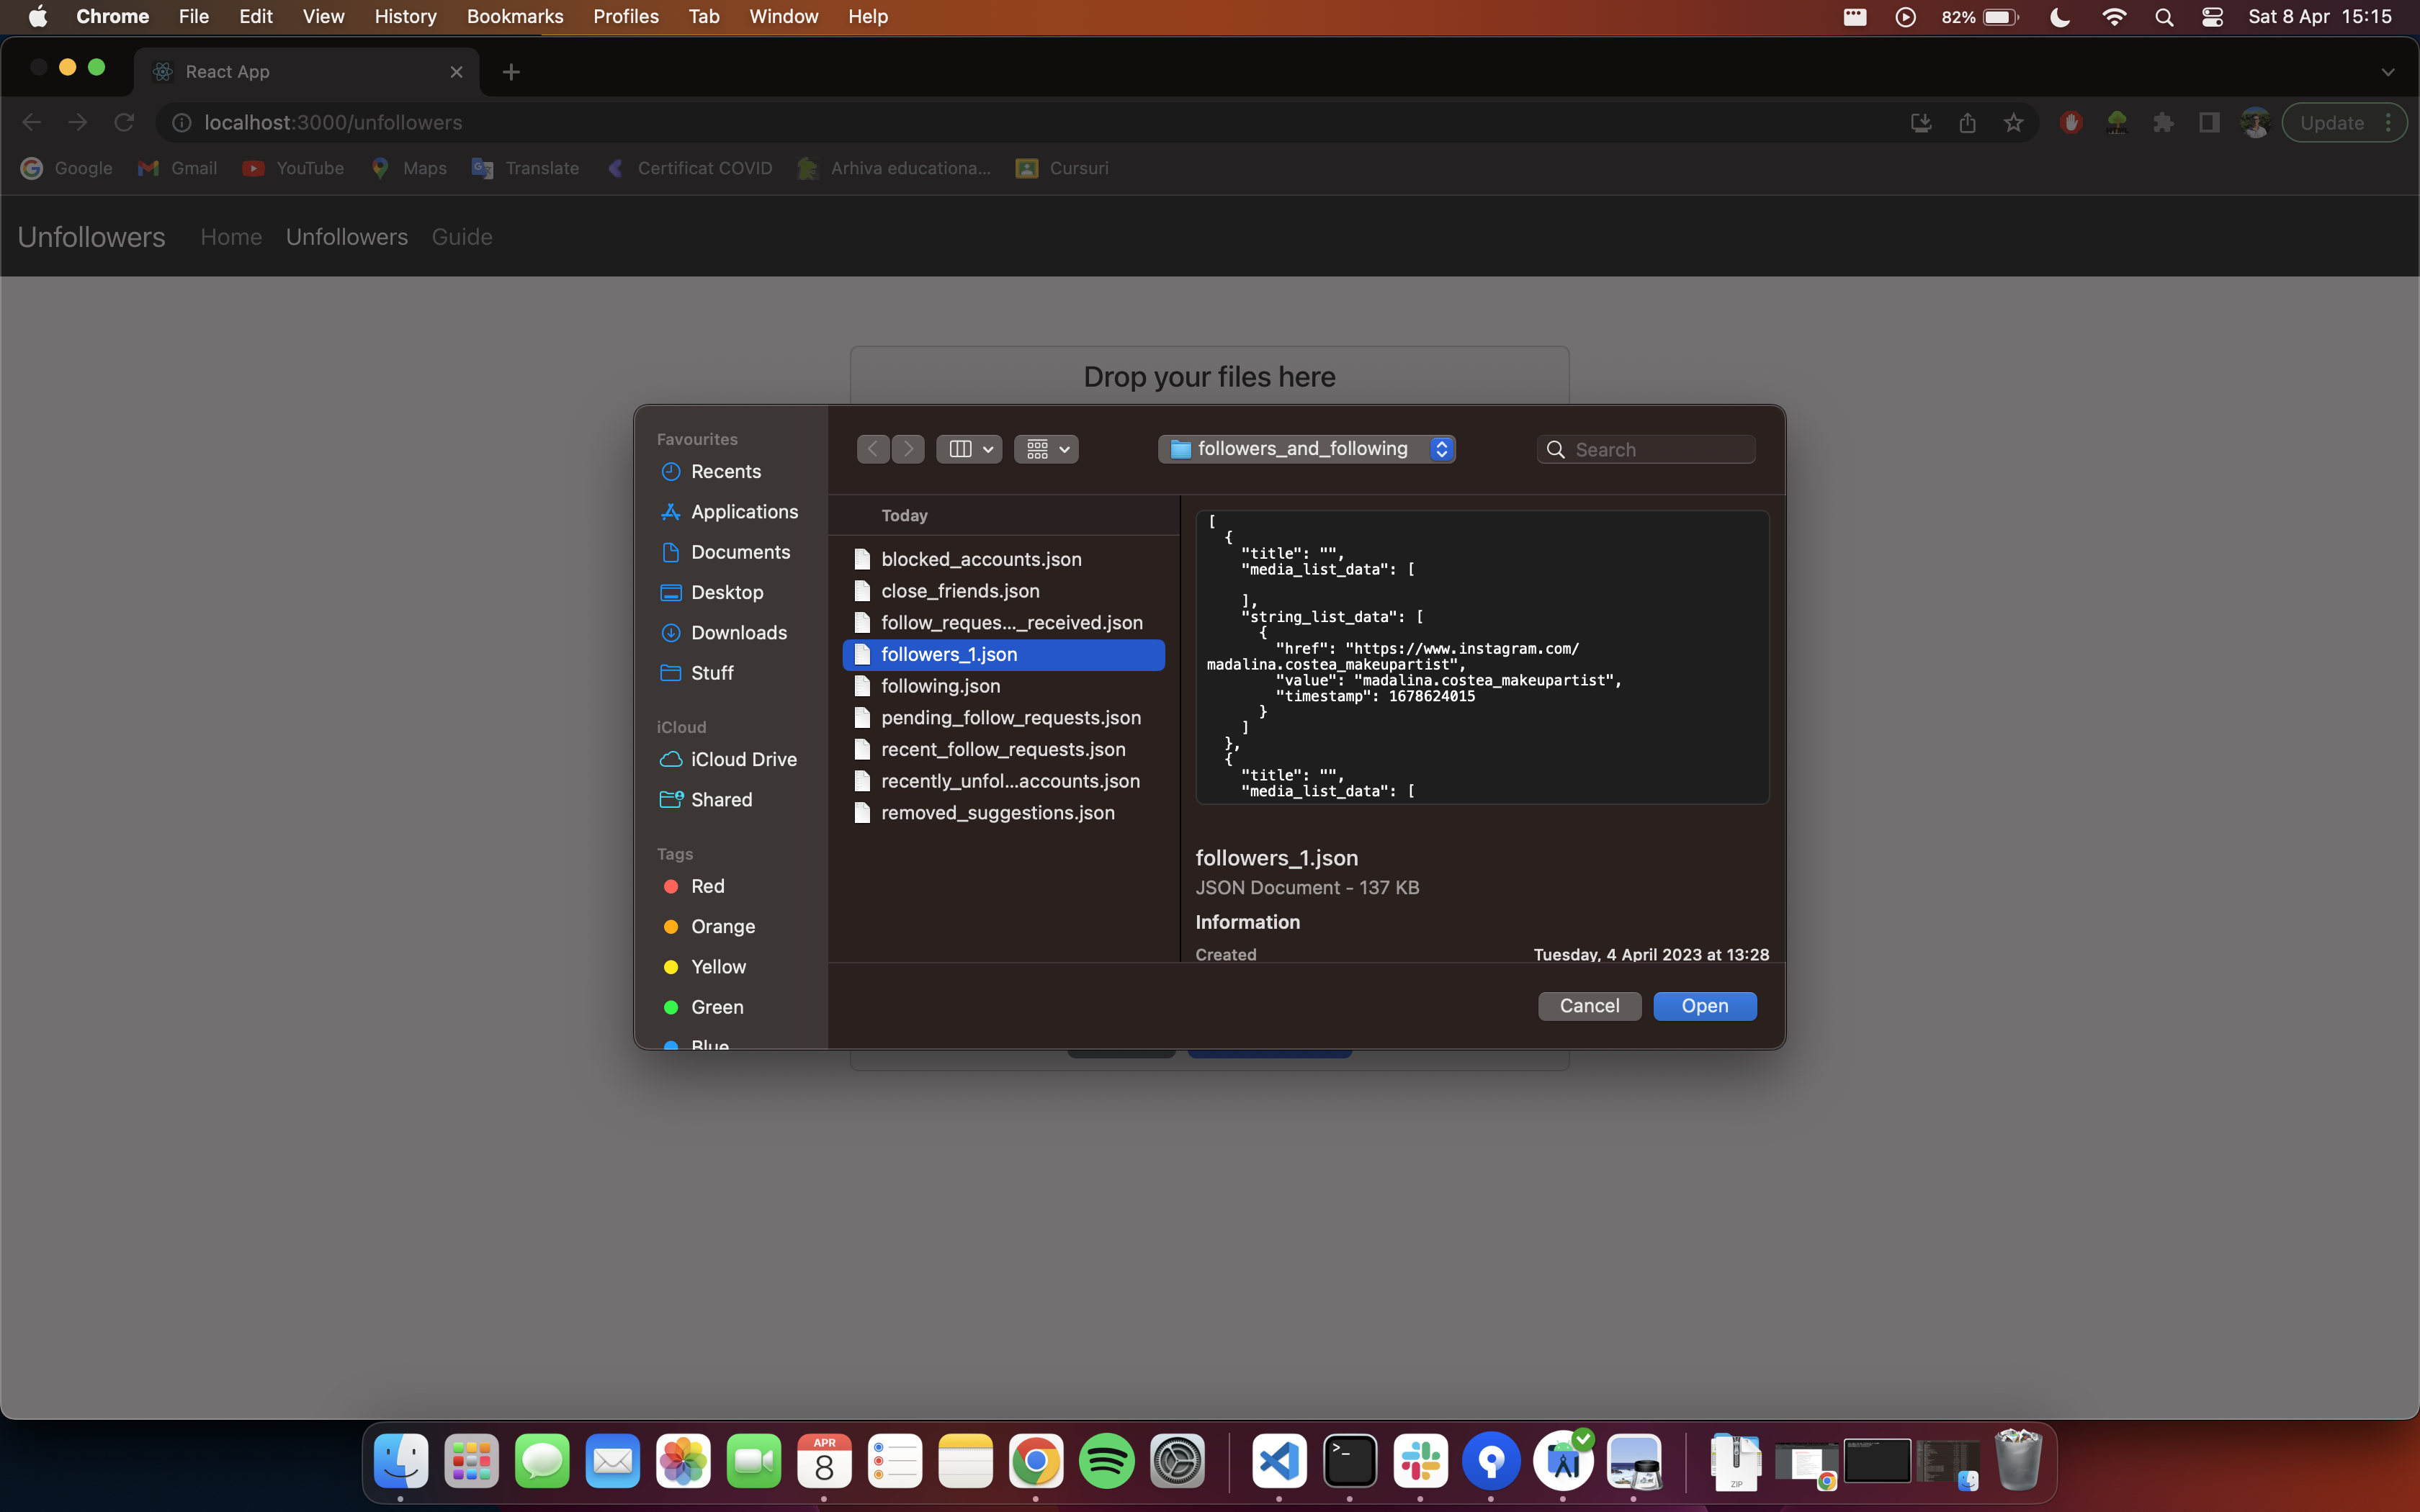 Chrome File Edit View History Bookmarks Profiles Tab Window Help 82% Sat 8 Apr 15:15
React App
localhost:3000/unfollowers Update
Google Gmail YouTube Maps Translate Certificat COVID Arhiva educationa... Cursuri
Unfollowers Home Unfollowers Guide
Drop your files here
Favourites
Recents
Applications
Documents
Desktop
Downloads
Stuff
iCloud
iCloud Drive
Shared
Tags
Red
Orange
Yellow
Green
Blue
followers_and_following Search
Today
blocked_accounts.json
close_friends.json
follow_reques..._received.json
followers_1.json
following.json
pending_follow_requests.json
recent_follow_requests.json
recently_unfol...accounts.json
removed_suggestions.json
[
{
"title": "",
"media_list_data": [
],
"string_list_data": [
{
"href": "https://www.instagram.com/
madalina.costea_makeupartist",
"value": "madalina.costea_makeupartist",
"timestamp": 1678624015
}
]
},
{
"title": "",
"media_list_data": [
followers_1.json
JSON Document - 137 KB
Information
Created Tuesday, 4 April 2023 at 13:28
Cancel Open
APR
8
ZIP